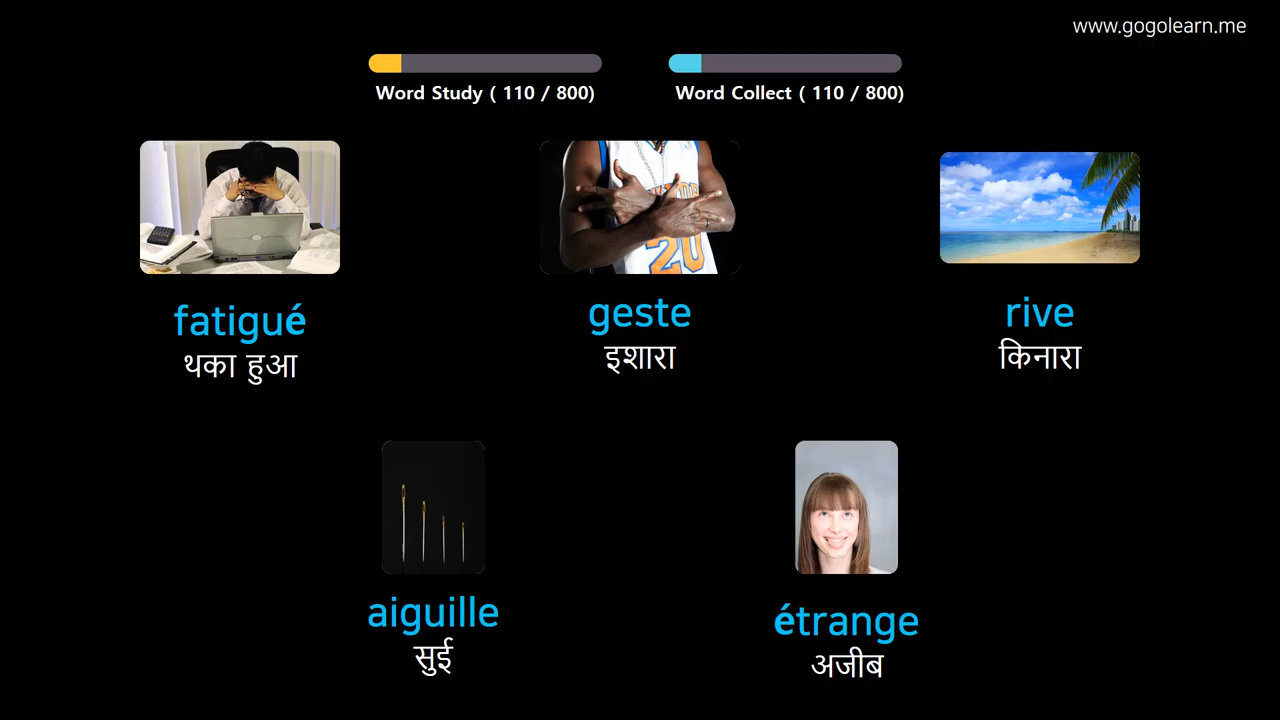 www.gogolearn.me
Word Study ( 110 / 800)
Word Collect ( 110 / 800)
fatigué
थका हुआ
geste
इशारा
rive
किनारा
20
aiguille
सुई
étrange
अजीब